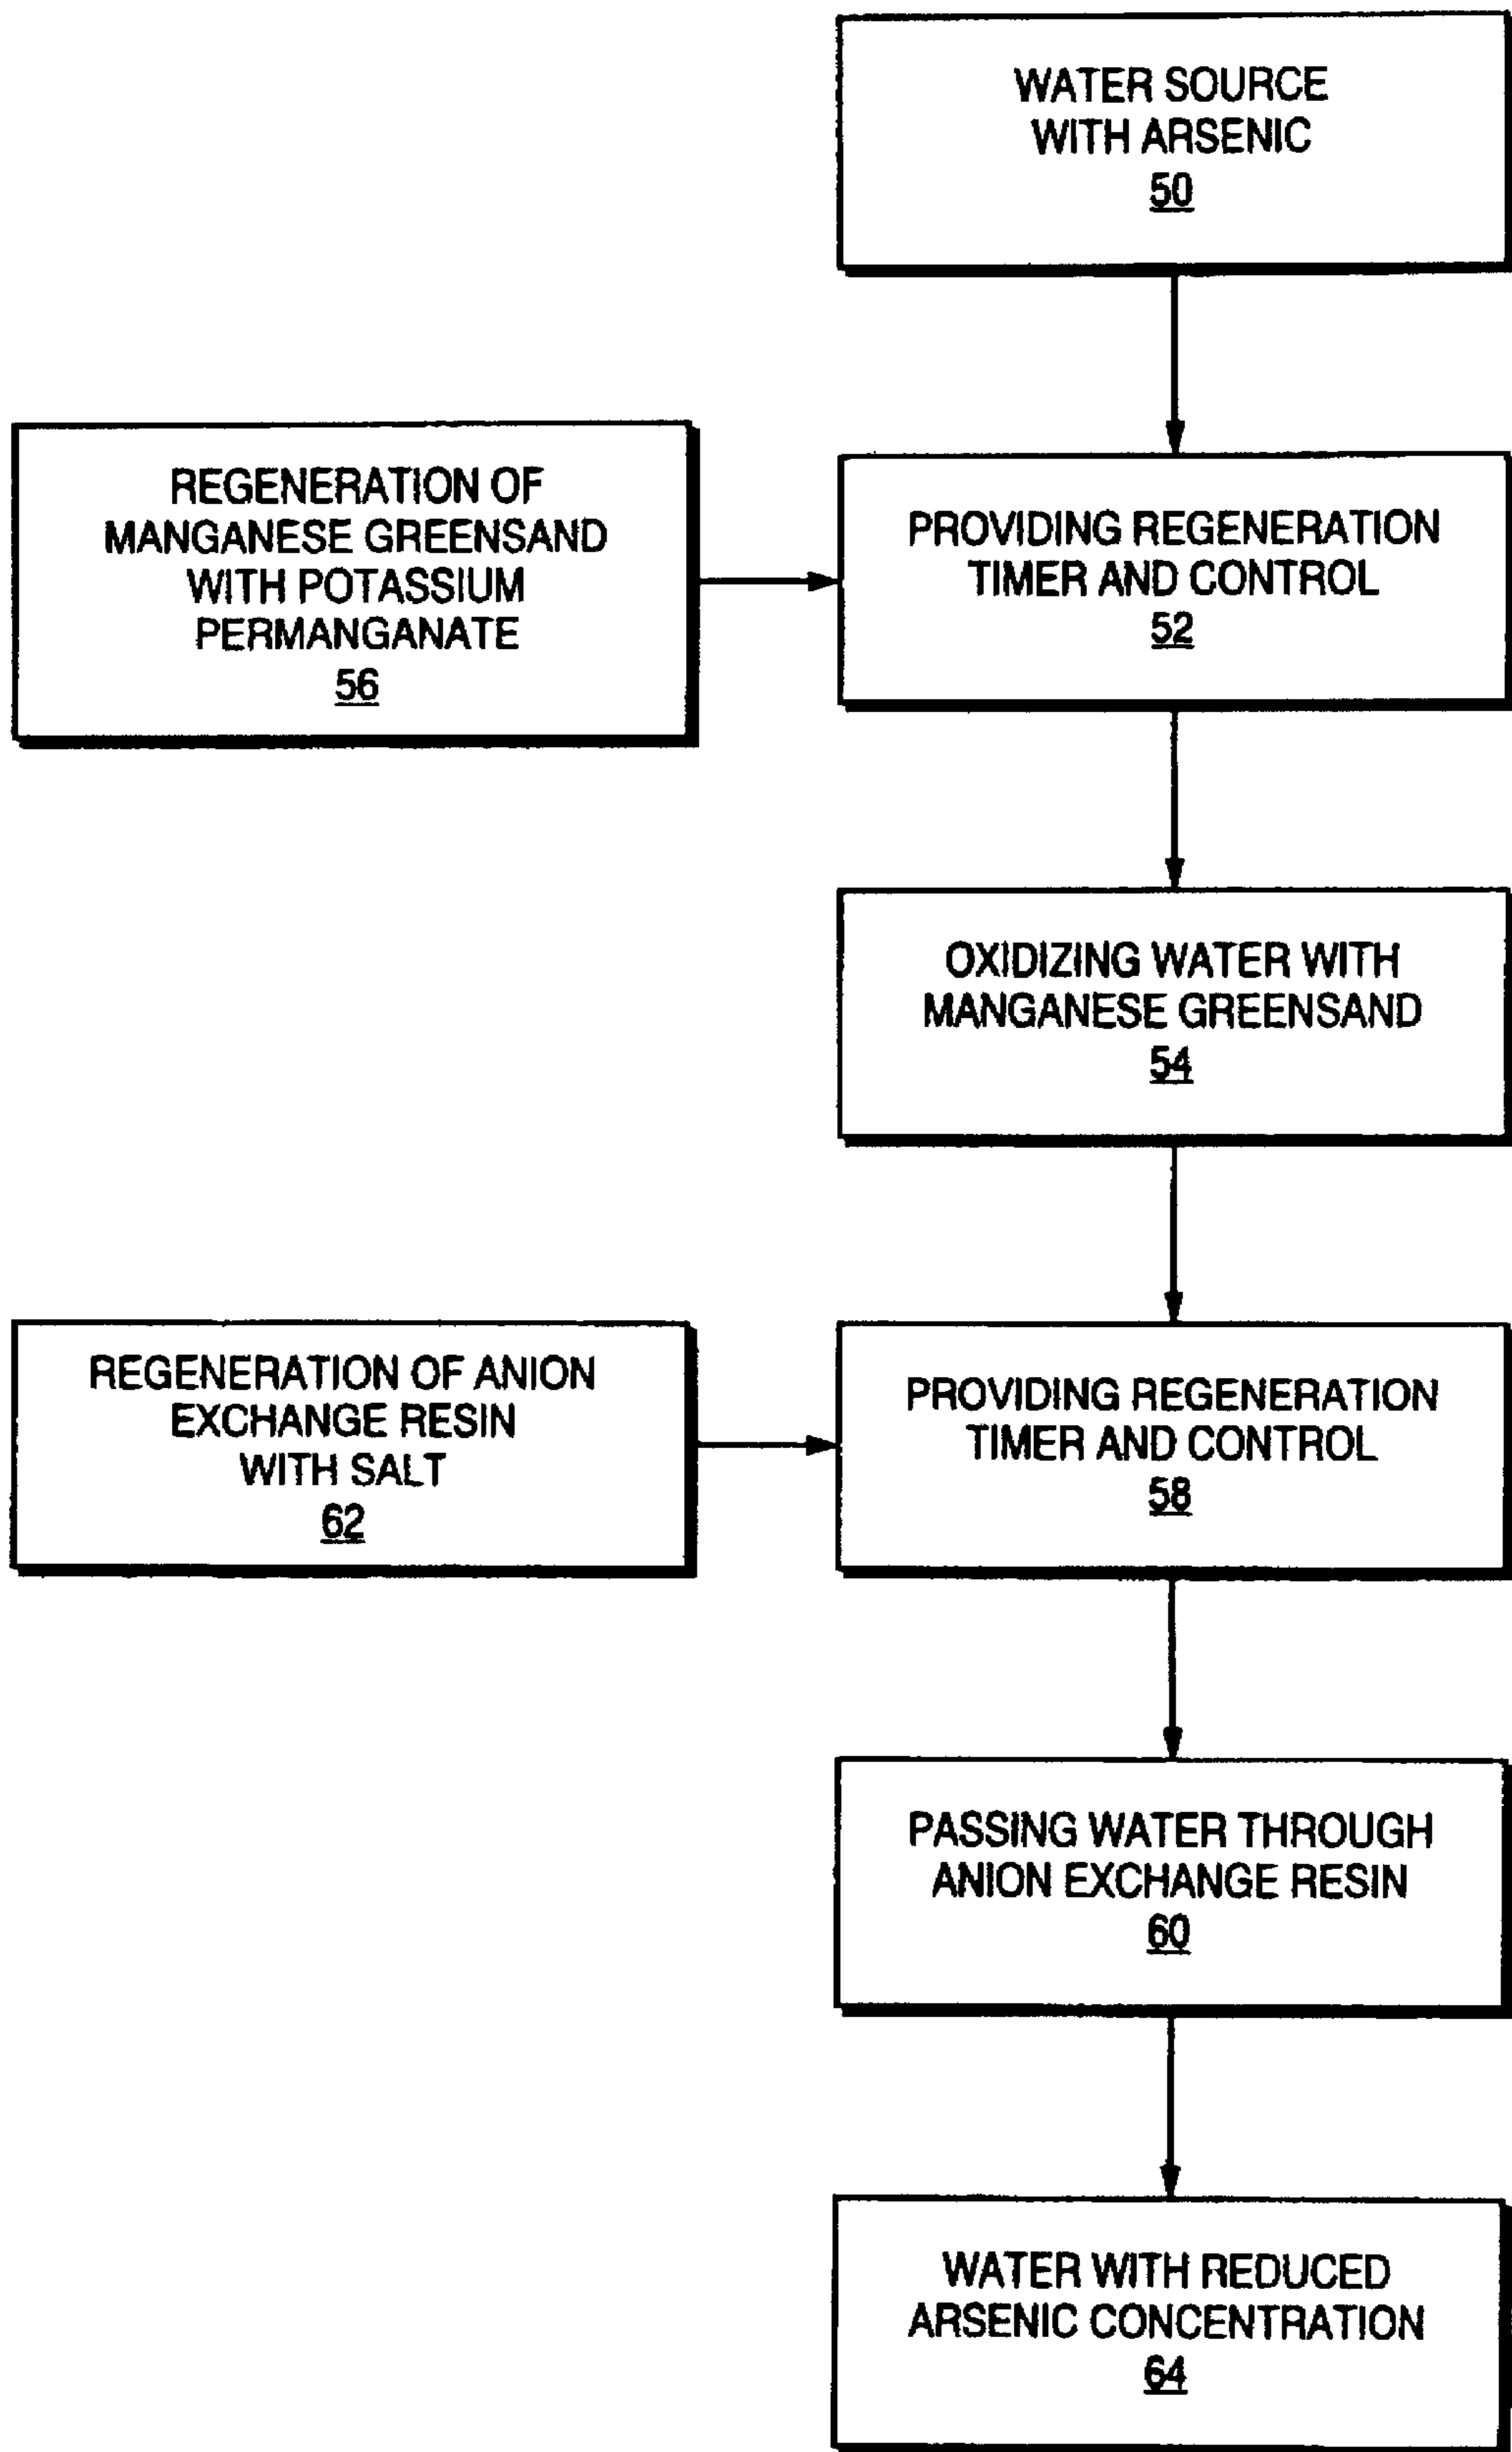 WATER SOURCE
WITH ARSENIC
50
REGENERATION OF
MANGANESE GREENSAND
WITH POTASSIUM
PERMANGANATE
56
PROVIDING REGENERATION
TIMER AND CONTROL
52
OXIDIZING WATER WITH
MANGANESE GREENSAND
54
REGENERATION OF ANION
EXCHANGE RESIN
WITH SALT
62
PROVIDING REGENERATION
TIMER AND CONTROL
58
PASSING WATER THROUGH
ANION EXCHANGE RESIN
60
WATER WITH REDUCED
ARSENIC CONCENTRATION
64